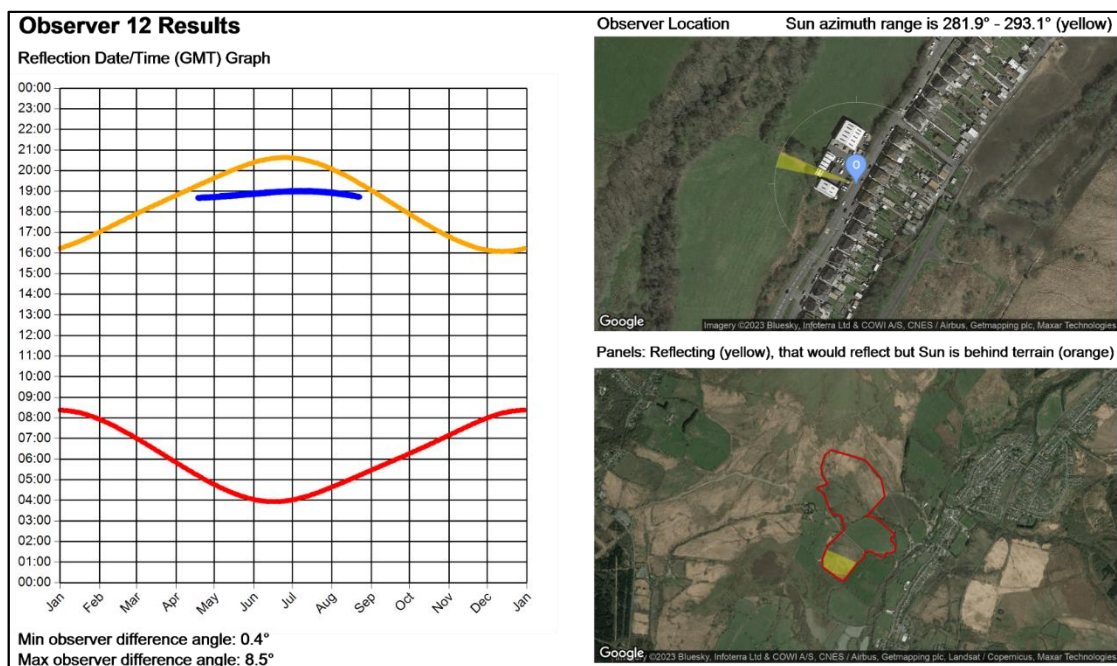 Observer 12 Results
Reflection Date/Time (GMT) Graph
00:00
23:00
22:00
21:00
20:00
19:00
18:00
17:00
16:00
15:00
14:00
13:00
12:00
11:00
10:00
09:00
08:00
07:00
06:00
05:00
04:00
03:00
02:00
01:00
00:00
Jan Feb Mar Apr May Jun Jul Aug Sep Oct Nov Dec Jan
Min observer difference angle: 0.4°
Max observer difference angle: 8.5°
Observer Location Sun azimuth range is 281.9° - 293.1° (yellow)
O
Google Imagery ©2023 Bluesky, Infoterra Ltd & COWI A/S, CNES / Airbus, Getmapping plc, Maxar Technologies
Panels: Reflecting (yellow), that would reflect but Sun is behind terrain (orange)
Google ©2023 Bluesky, Infoterra Ltd & COWI A/S, CNES / Airbus, Getmapping plc, Landsat / Copernicus, Maxar Technologies